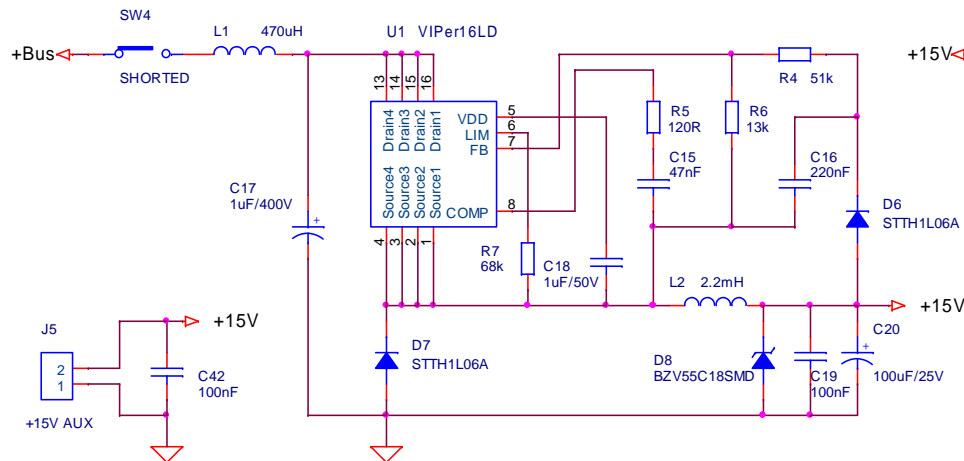 SW4
L1 470uH
U1 VIPer16LD
+Bus
+15V
SHORTED
R4 51k
13
14
15
16
Drain4
Drain3
Drain2
Drain1
VDD
LIM
FB
5
6
7
R5
120R
R6
13k
C15
47nF
C16
220nF
C17
1uF/400V
Source4
Source3
Source2
Source1
COMP
8
D6
STTH1L06A
4
3
2
1
R7
68k
C18
1uF/50V
L2 2.2mH
+15V
+15V
J5
2
1
C42
100nF
+15V AUX
D7
STTH1L06A
D8
BZV55C18SMD
C19
100nF
C20
100uF/25V